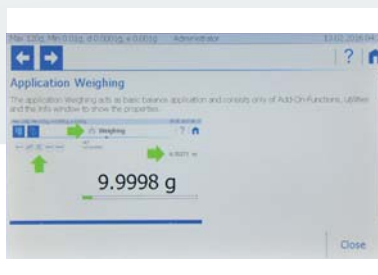 Max 120g, Min 0.01g, d 0.0001g, e 0.001g Administrator
?
Application Weighing
The application Weighing acts as basic balance application and consists only of Add-On-Functions, Utilities
and the Info window to show the properties.
Weighing ?
9.9998 g
Close